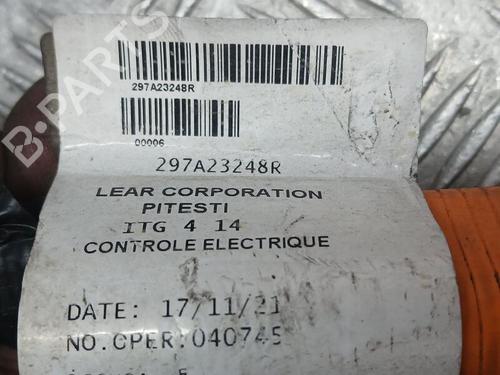 297A23248R
00006
297A23248R
LEAR CORPORATION
PITESTI
ITG 4 14
CONTROLE ELECTRIQUE
DATE: 17/11/21
NO.OPER:040745
B-PARTS